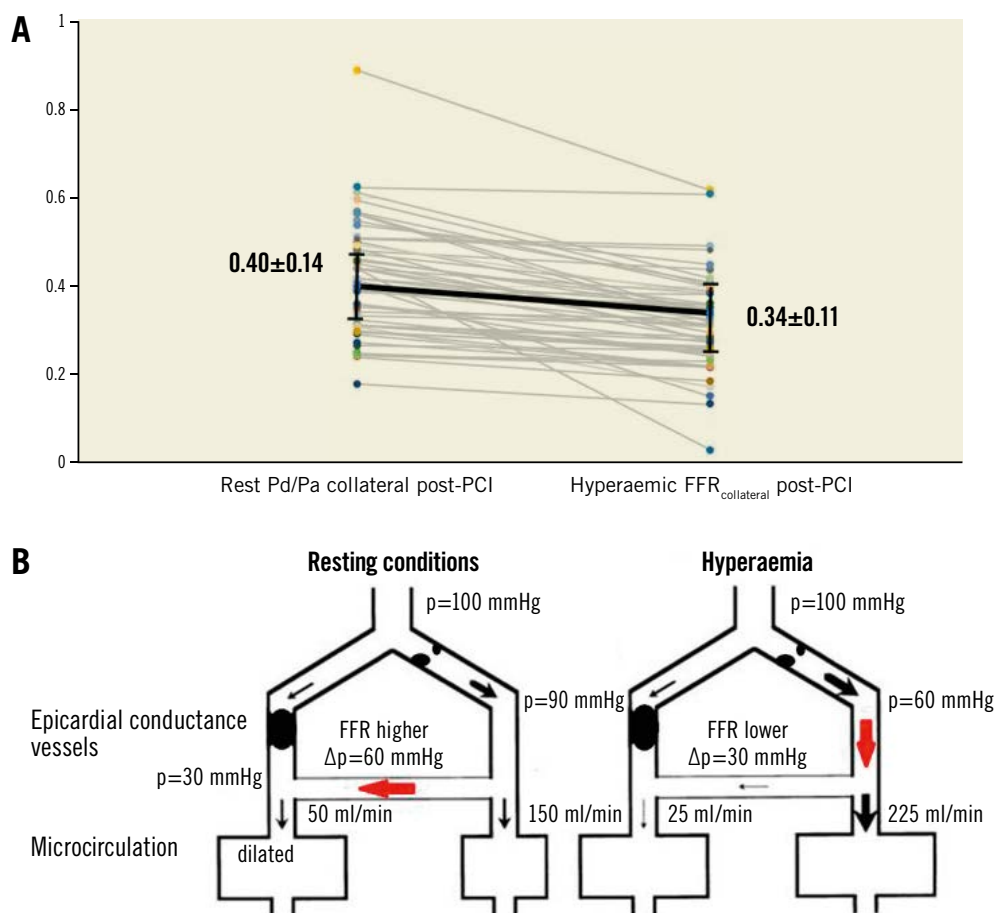 A
1
0.8
0.6
0.4
0.2
0
0.40±0.14
0.34±0.11
Rest Pd/Pa collateral post-PCI
Hyperaemic FFRcollateral post-PCI
B
Resting conditions
Hyperaemia
p=100 mmHg
p=100 mmHg
p=90 mmHg
p=60 mmHg
Epicardial conductance
vessels
FFR higher
Δp=60 mmHg
FFR lower
Δp=30 mmHg
p=30 mmHg
50 ml/min
150 ml/min
25 ml/min
225 ml/min
Microcirculation
dilated